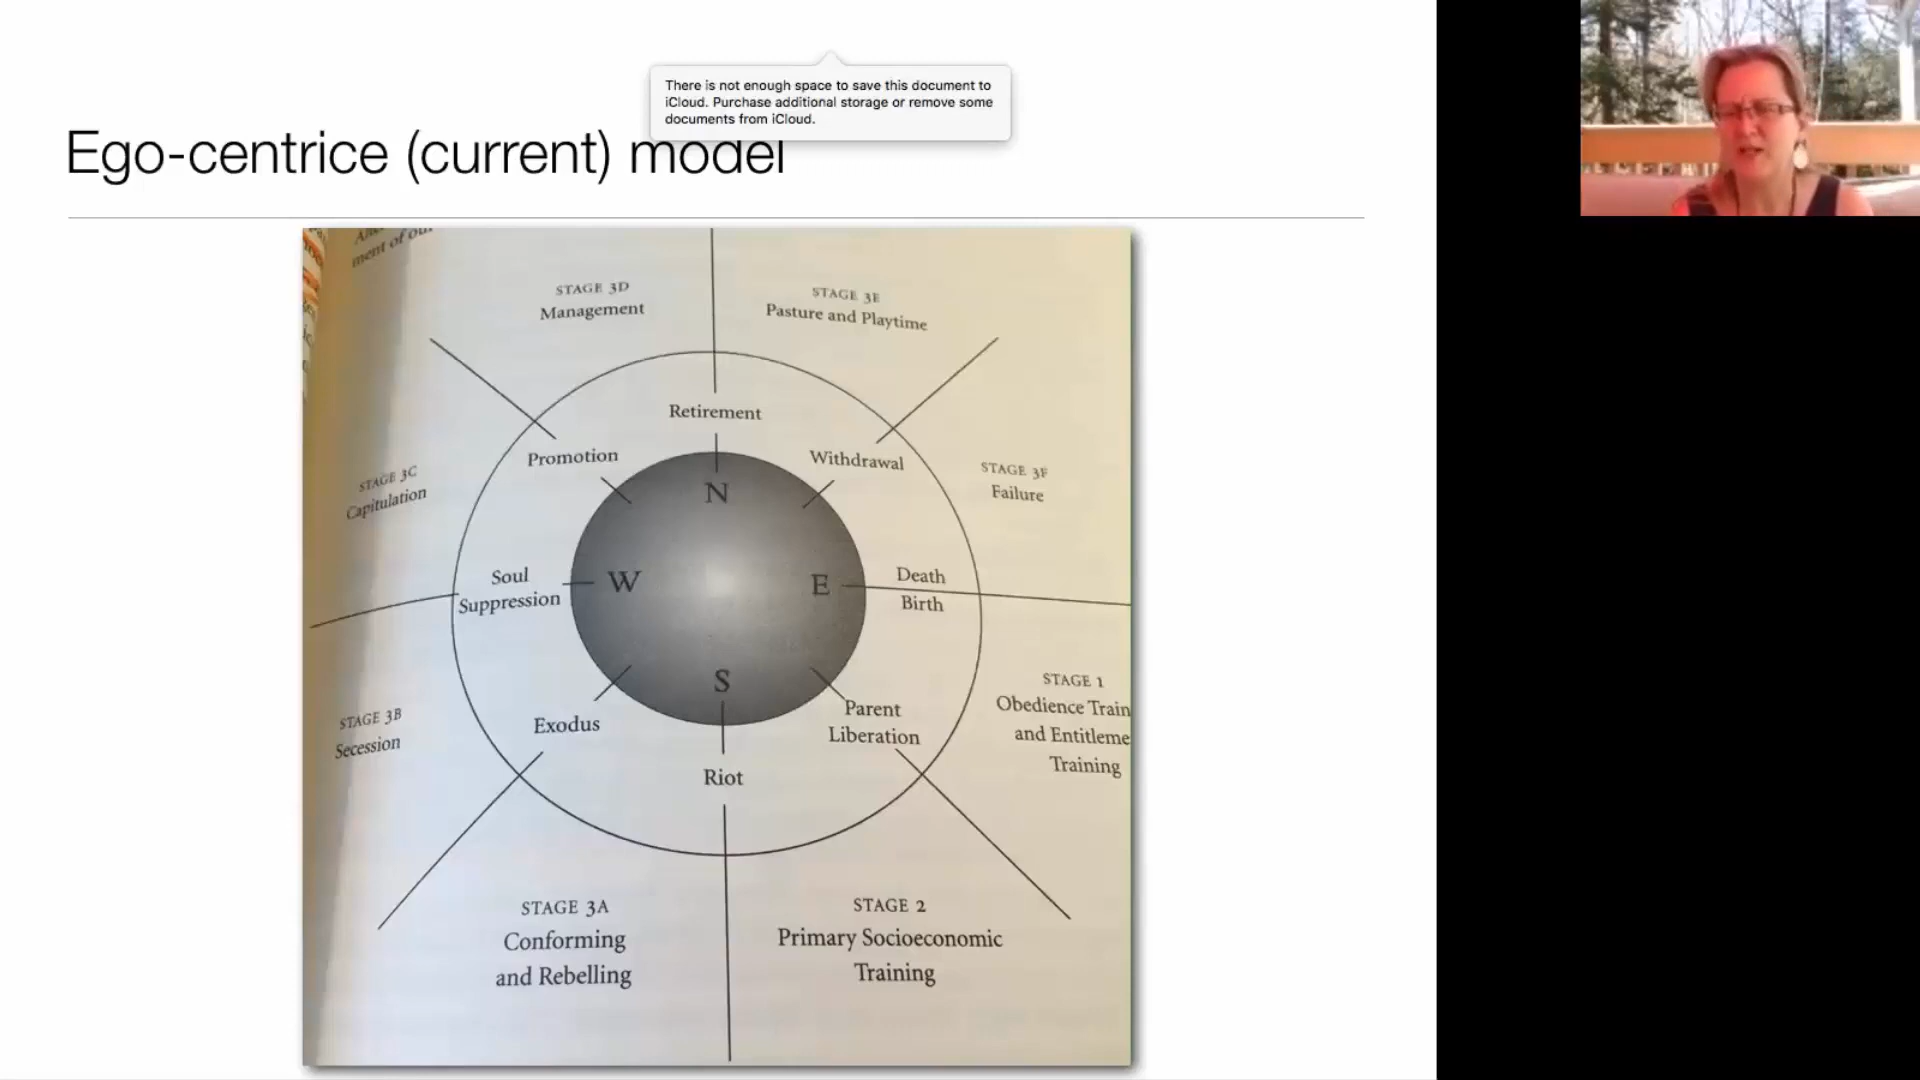 There is not enough space to save this document to
iCloud. Purchase additional storage or remove some
documents from iCloud.
Ego-centrice (current) model
ment of our
STAGE 3D
Management
STAGE 3E
Pasture and Playtime
Retirement
Promotion
Withdrawal
STAGE 3C
Capitulation
STAGE 3F
Failure
N
W
E
S
Soul
Suppression
Death
Birth
STAGE 3B
Secession
Exodus
Parent
Liberation
Riot
STAGE 1
Obedience Train
and Entitleme
Training
STAGE 3A
Conforming
and Rebelling
STAGE 2
Primary Socioeconomic
Training